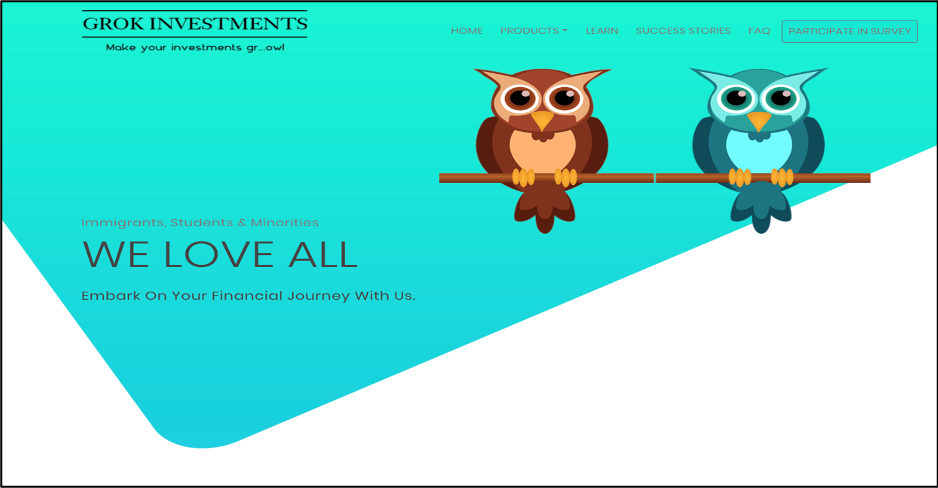 GROK INVESTMENTS
Make your investments gr...owl
HOME PRODUCTS LEARN SUCCESS STORIES FAQ PARTICIPATE IN SURVEY
Immigrants, Students & Minorities
WE LOVE ALL
Embark On Your Financial Journey With Us.